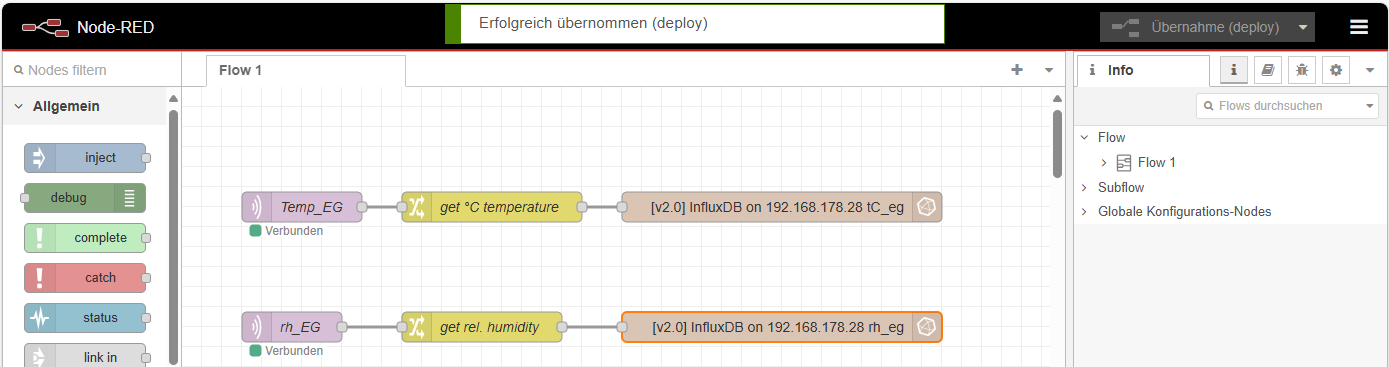 Node-RED
Erfolgreich übernommen (deploy)
Übernahme (deploy)
Nodes filtern
Flow 1
Info
Allgemein
Flows durchsuchen
inject
debug
complete
catch
status
link in
Temp_EG
get °C temperature
[v2.0] InfluxDB on 192.168.178.28 tC_eg
Verbunden
rh_EG
get rel. humidity
[v2.0] InfluxDB on 192.168.178.28 rh_eg
Verbunden
Flow
Flow 1
Subflow
Globale Konfigurations-Nodes